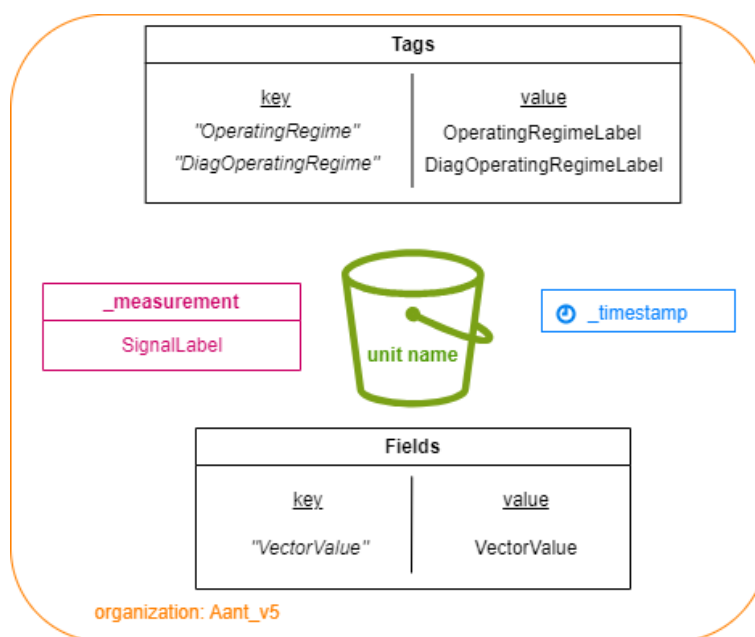 Tags
key value
"OperatingRegime" OperatingRegimeLabel
"DiagOperatingRegime" DiagOperatingRegimeLabel
_measurement
SignalLabel
unit name
_timestamp
Fields
key value
"VectorValue" VectorValue
organization: Aant_v5